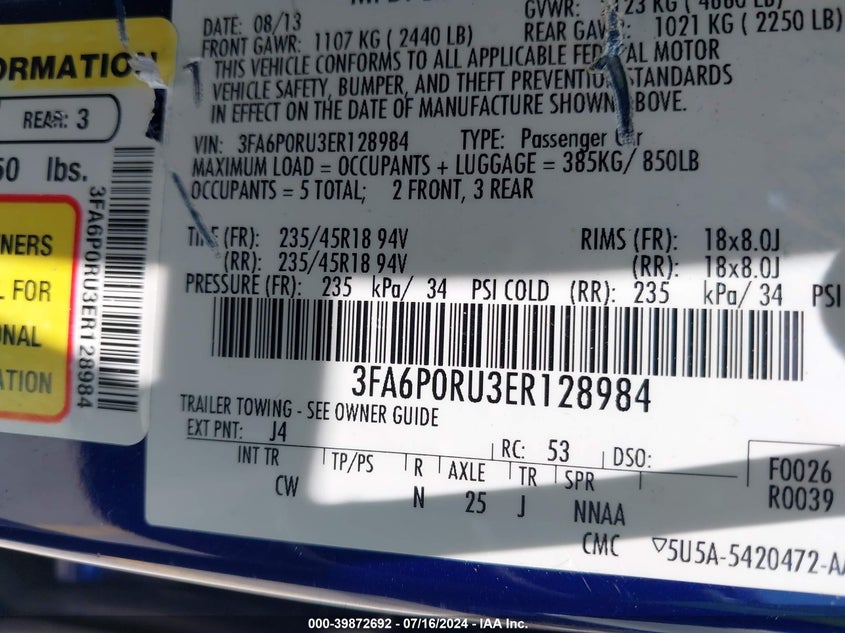 GVWR: 2123 KG (4680 LB)
DATE: 08/13
FRONT GAWR: 1107 KG (2440 LB)
REAR GAWR: 1021 KG (2250 LB)
THIS VEHICLE CONFORMS TO ALL APPLICABLE FEDERAL MOTOR
VEHICLE SAFETY, BUMPER, AND THEFT PREVENTION STANDARDS
IN EFFECT ON THE DATE OF MANUFACTURE SHOWN ABOVE.
VIN: 3FA6P0RU3ER128984 TYPE: Passenger Car
MAXIMUM LOAD = OCCUPANTS + LUGGAGE = 385KG/ 850LB
OCCUPANTS = 5 TOTAL; 2 FRONT, 3 REAR
TIRE (FR): 235/45R18 94V RIMS (FR): 18x8.0J
(RR): 235/45R18 94V (RR): 18x8.0J
PRESSURE (FR): 235 kPa/ 34 PSI COLD (RR): 235 kPa/ 34 PSI
3FA6P0RU3ER128984
TRAILER TOWING - SEE OWNER GUIDE
EXT PNT: J4 RC: 53 DSO:
INT TR TP/PS R AXLE TR SPR
CW N 25 J NNAA
F0026
R0039
CMC ▽5U5A-5420472-AA
ORMATION
REAR: 3
50 lbs.
NERS
L FOR
ONAL
ATION
3FA6P0RU3ER128984
000-39872692 - 07/16/2024 - IAA Inc.